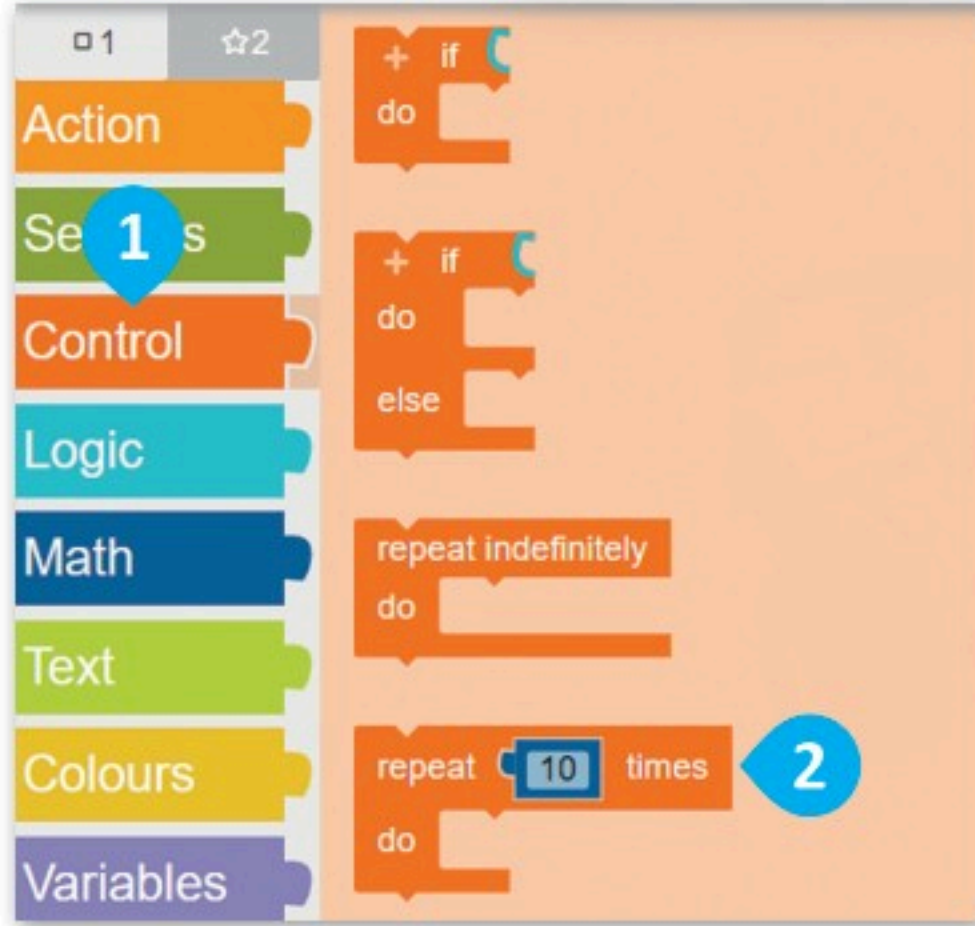 1
2
Action
Se s
1
Control
Logic
Math
Text
Colours
Variables
+ if
do
+ if
do
else
repeat indefinitely
do
repeat 10 times
2
do